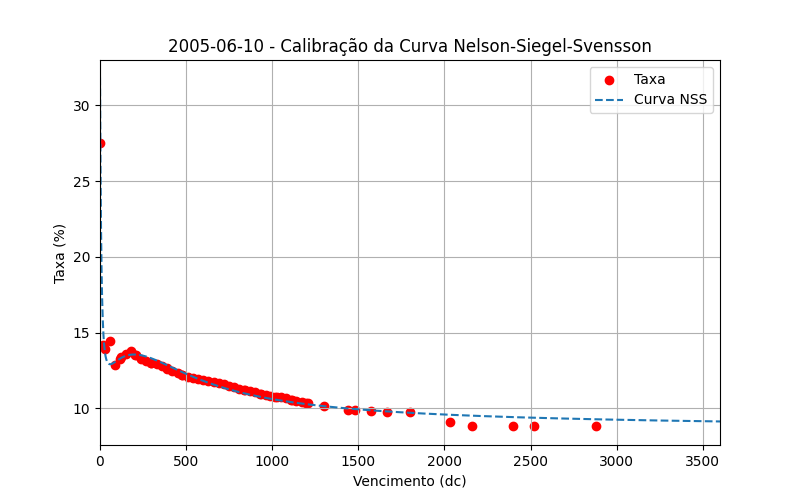 2005-06-10 - Calibração da Curva Nelson-Siegel-Svensson
Taxa
Curva NSS
Taxa (%)
30
25
20
15
10
0 500 1000 1500 2000 2500 3000 3500
Vencimento (dc)